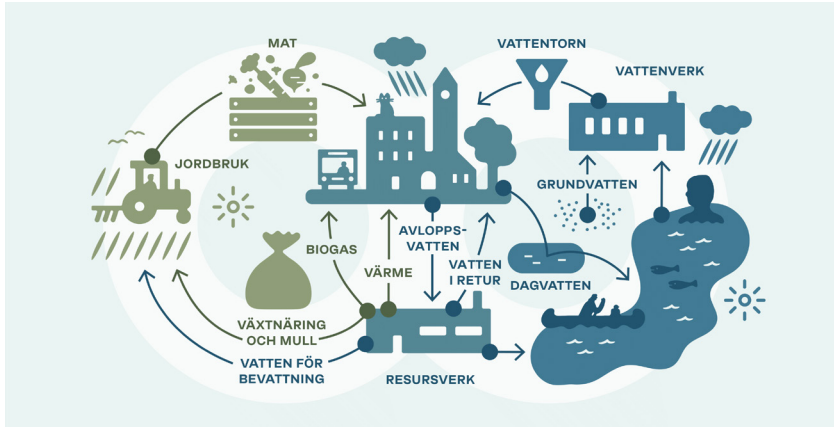 MAT
VATTENTORN
VATTENVERK
JORDBRUK
GRUNDVATTEN
AVLOPPS-
VATTEN
BIOGAS
VÄRME
VATTEN
I RETUR
DAGVATTEN
VÄXTNÄRING
OCH MULL
VATTEN FÖR
BEVATTNING
RESURSVERK